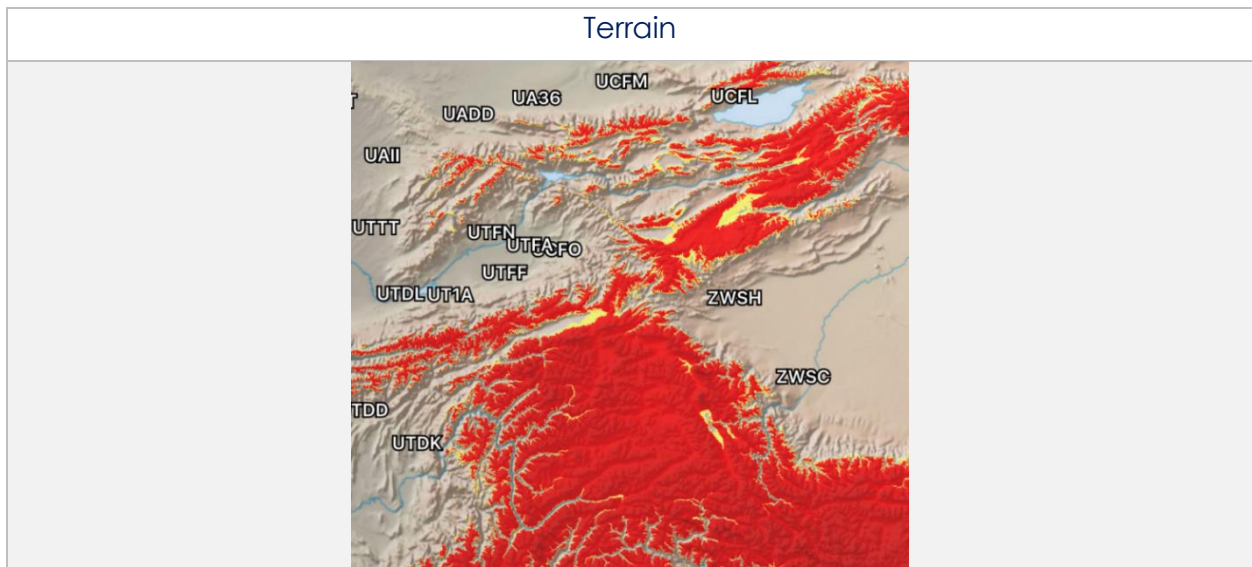 Terrain
UCFM
UCFL
UA36
UADD
UAII
UTTT
UTFN
UTFA
UCFO
UTFF
UTDL
UT1A
ZWSH
ZWSC
TDD
UTDK